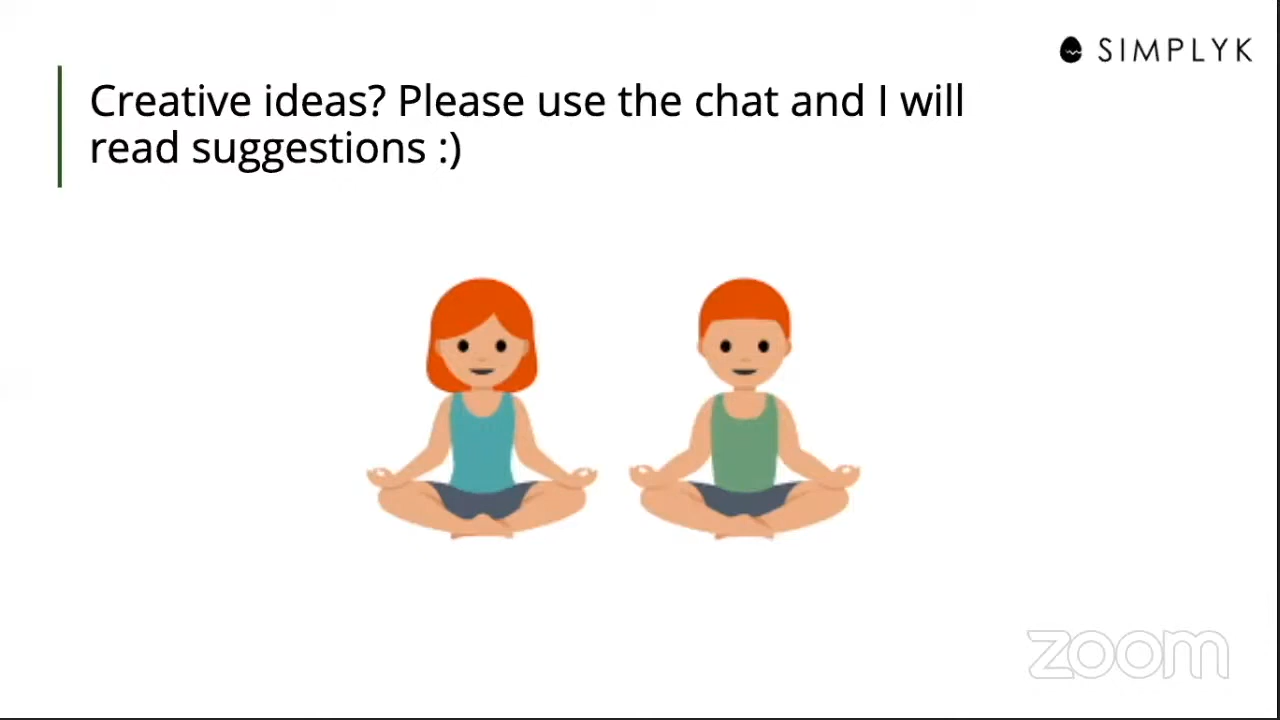 SIMPLYK
Creative ideas? Please use the chat and I will
read suggestions :)
zoom